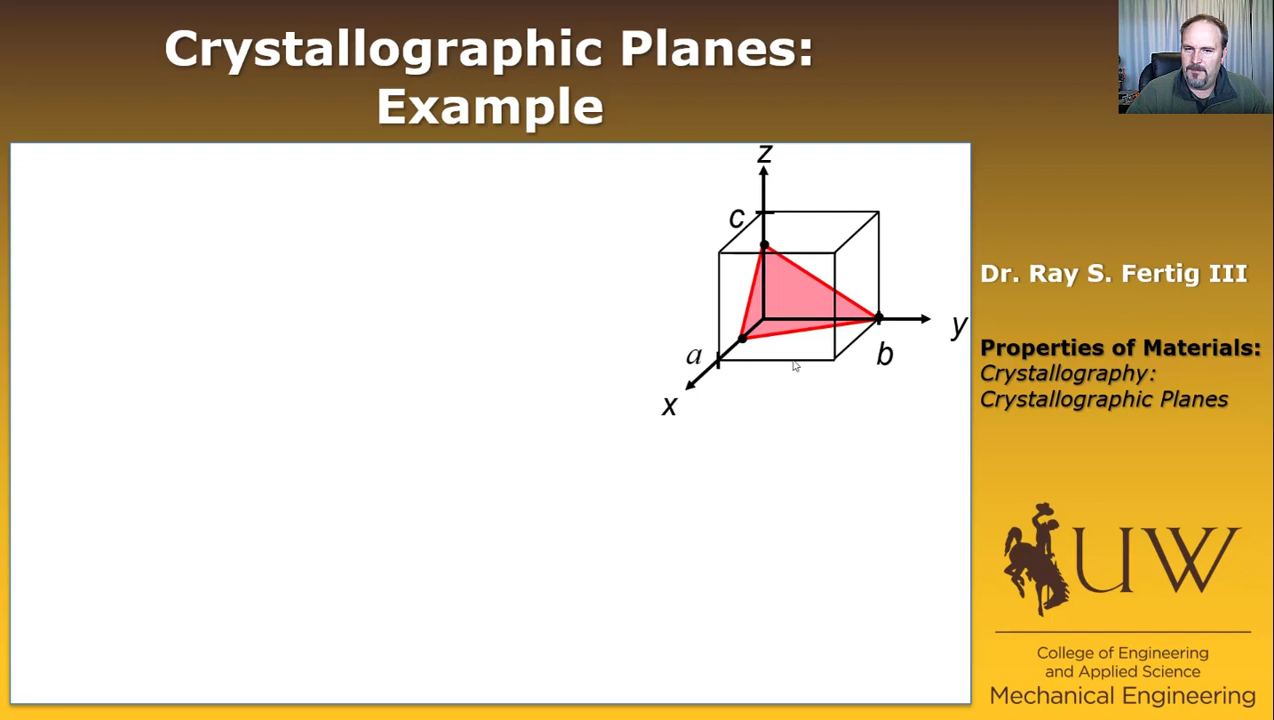 Crystallographic Planes:
Example
z
c
y
a
b
x
Dr. Ray S. Fertig III
Properties of Materials:
Crystallography:
Crystallographic Planes
UW
College of Engineering
and Applied Science
Mechanical Engineering